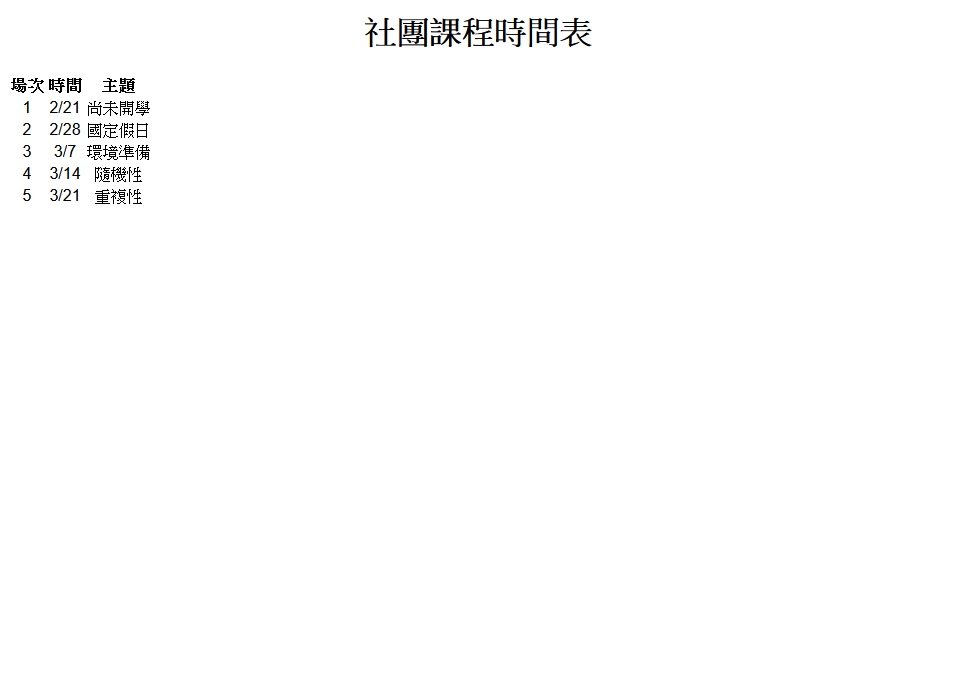 社團課程時間表
場次 時間 主題
1 2/21 尚未開學
2 2/28 國定假日
3 3/7 環境準備
4 3/14 隨機性
5 3/21 重複性